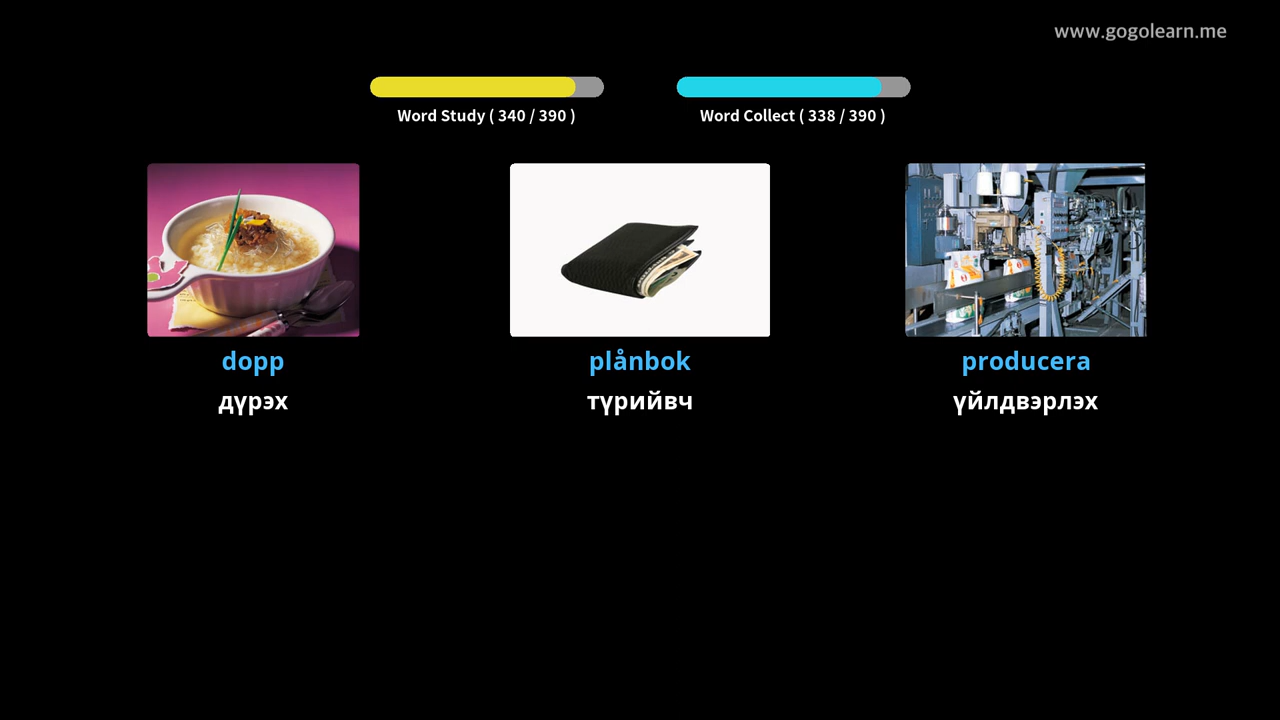 www.gogolearn.me
Word Study ( 340 / 390 )
Word Collect ( 338 / 390 )
dopp
plånbok
producera
дүрэх
түрийвч
үйлдвэрлэх